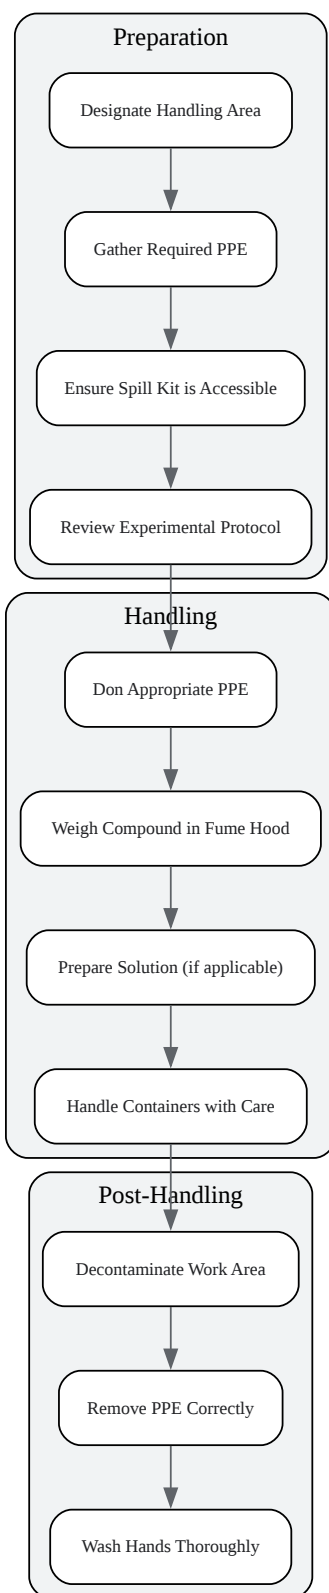 Preparation
Designate Handling Area
Gather Required PPE
Ensure Spill Kit is Accessible
Review Experimental Protocol
Handling
Don Appropriate PPE
Weigh Compound in Fume Hood
Prepare Solution (if applicable)
Handle Containers with Care
Post-Handling
Decontaminate Work Area
Remove PPE Correctly
Wash Hands Thoroughly